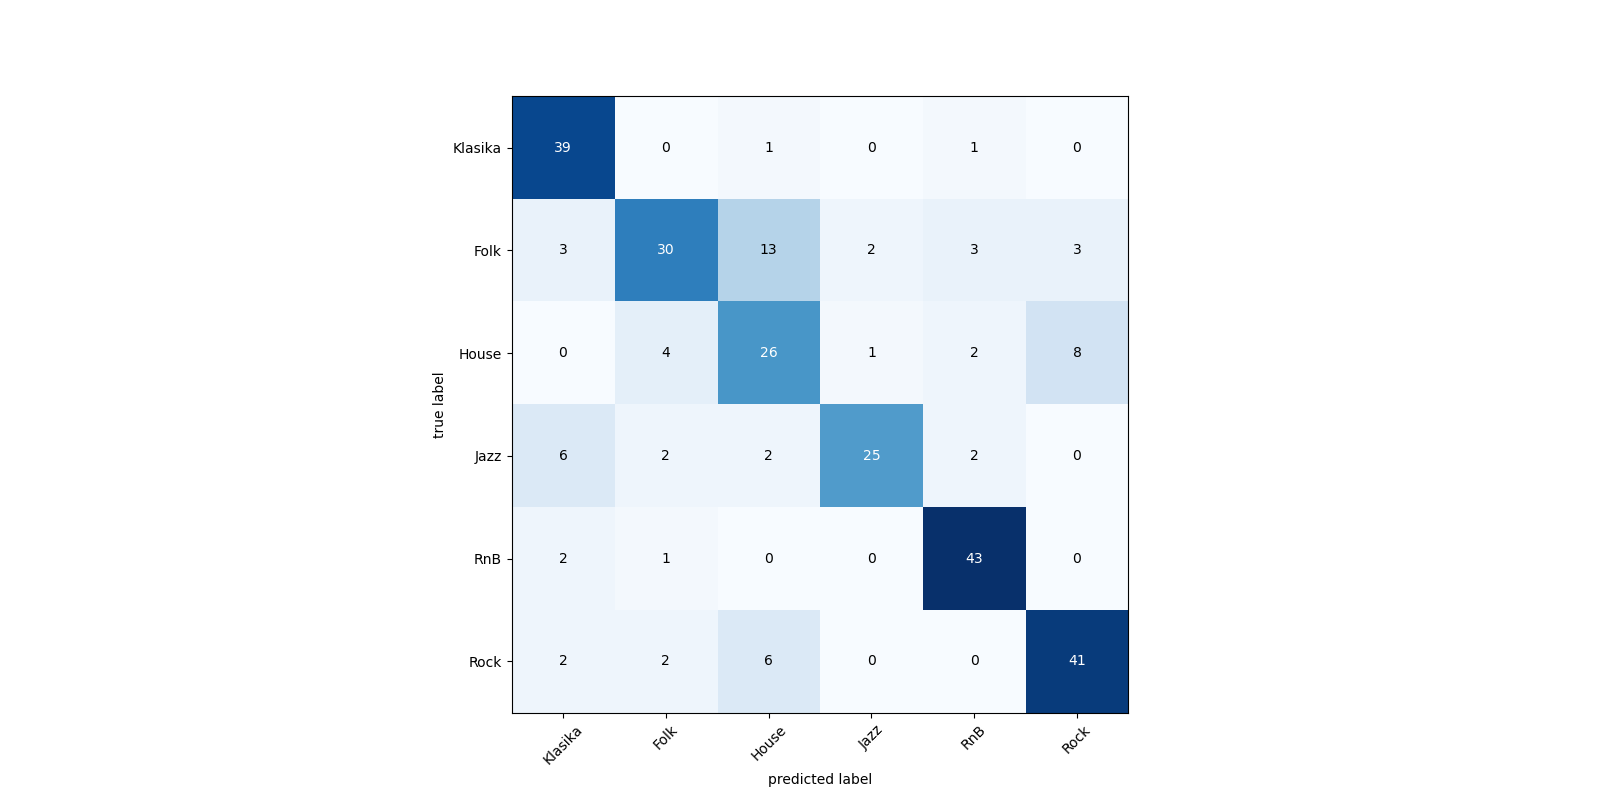 Klasika 39 0 1 0 1 0
Folk 3 30 13 2 3 3
House 0 4 26 1 2 8
Jazz 6 2 2 25 2 0
RnB 2 1 0 0 43 0
Rock 2 2 6 0 0 41
true label
Klasika Folk House Jazz RnB Rock
predicted label